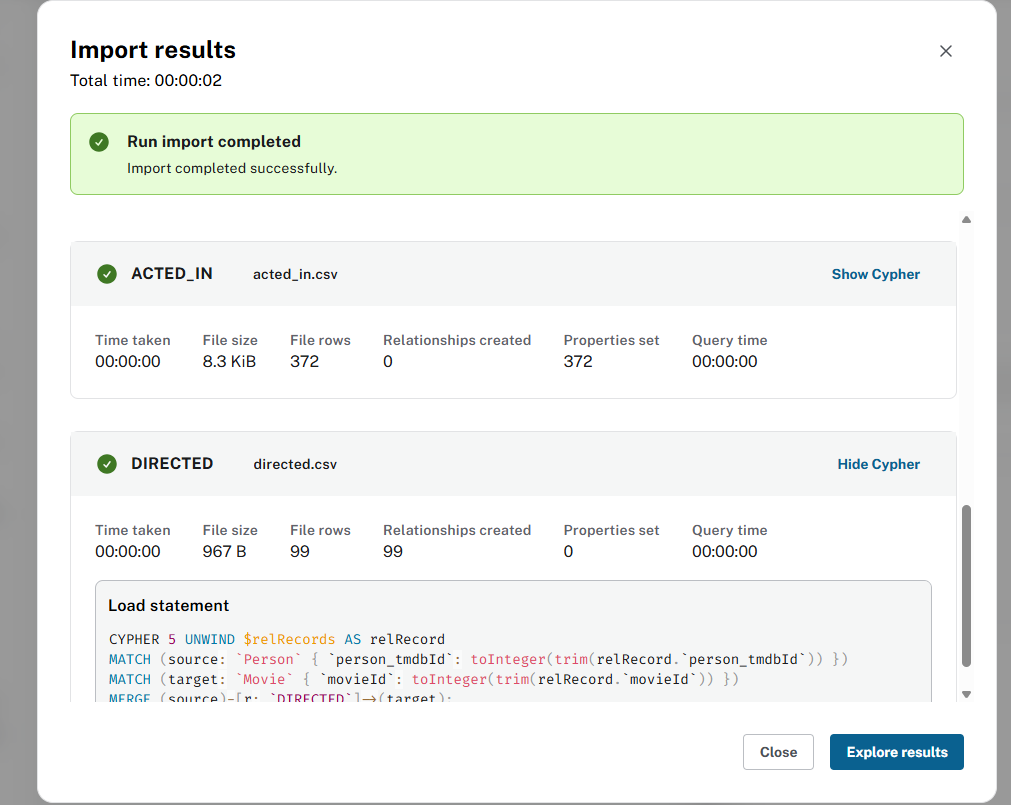 Import results
Total time: 00:00:02
Run import completed
Import completed successfully.
ACTED_IN acted_in.csv Show Cypher
Time taken File size File rows Relationships created Properties set Query time
00:00:00 8.3 KiB 372 0 372 00:00:00
DIRECTED directed.csv Hide Cypher
Time taken File size File rows Relationships created Properties set Query time
00:00:00 967 B 99 99 0 00:00:00
Load statement
CYPHER 5 UNWIND $relRecords AS relRecord
MATCH (source: `Person` { `person_tmdbId`: toInteger(trim(relRecord.`person_tmdbId`)) })
MATCH (target: `Movie` { `movieId`: toInteger(trim(relRecord.`movieId`)) })
MERGE (source)-[r: `DIRECTED`]->(target);
Close Explore results